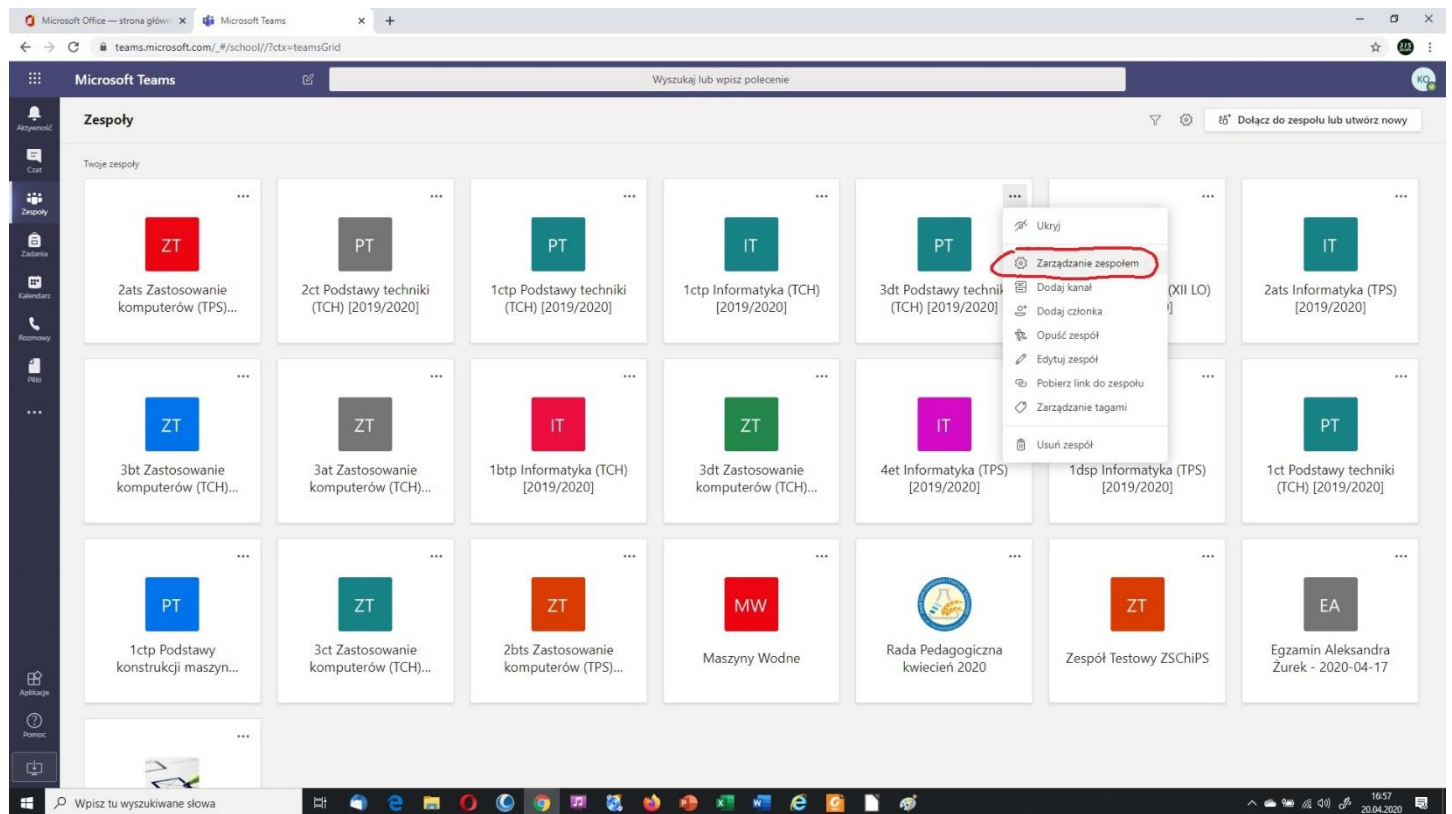 Microsoft Office — strona główn
Microsoft Teams
teams.microsoft.com/_#/school//?ctx=teamsGrid
Microsoft Teams
Wyszukaj lub wpisz polecenie
KO
Aktywność
Czat
Zespoły
Zadania
Kalendarz
Rozmowy
Pliki
Aplikacje
Pomoc
Zespoły
Dołącz do zespołu lub utwórz nowy
Twoje zespoły
ZT
2ats Zastosowanie
komputerów (TPS)...
PT
2ct Podstawy techniki
(TCH) [2019/2020]
PT
1ctp Podstawy techniki
(TCH) [2019/2020]
IT
1ctp Informatyka (TCH)
[2019/2020]
PT
3dt Podstawy technik
(TCH) [2019/2020]
Ukryj
Zarządzanie zespołem
Dodaj kanał
Dodaj członka
Opuść zespół
Edytuj zespół
Pobierz link do zespołu
Zarządzanie tagami
Usuń zespół
(XII LO)
]
IT
2ats Informatyka (TPS)
[2019/2020]
ZT
3bt Zastosowanie
komputerów (TCH)...
ZT
3at Zastosowanie
komputerów (TCH)...
IT
1btp Informatyka (TCH)
[2019/2020]
ZT
3dt Zastosowanie
komputerów (TCH)...
IT
4et Informatyka (TPS)
[2019/2020]
1dsp Informatyka (TPS)
[2019/2020]
PT
1ct Podstawy techniki
(TCH) [2019/2020]
PT
1ctp Podstawy
konstrukcji maszyn...
ZT
3ct Zastosowanie
komputerów (TCH)...
ZT
2bts Zastosowanie
komputerów (TPS)...
MW
Maszyny Wodne
Rada Pedagogiczna
kwiecień 2020
ZT
Zespół Testowy ZSChiPS
EA
Egzamin Aleksandra
Żurek - 2020-04-17
Wpisz tu wyszukiwane słowa
16:57
20.04.2020